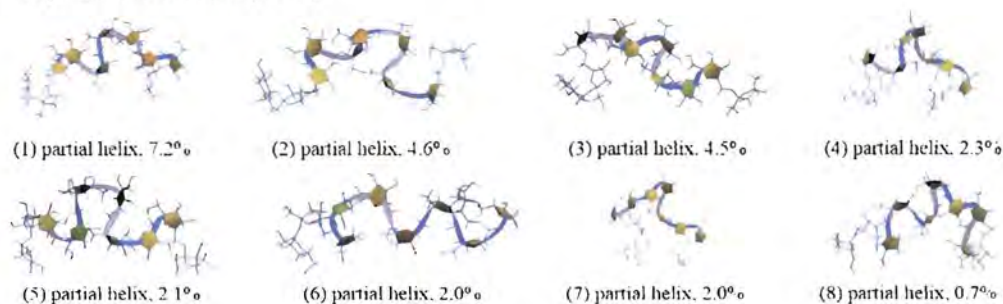 (1) partial helix, 7.2%
(2) partial helix, 4.6%
(3) partial helix, 4.5%
(4) partial helix, 2.3%
(5) partial helix, 2.1%
(6) partial helix, 2.0%
(7) partial helix, 2.0%
(8) partial helix, 0.7%